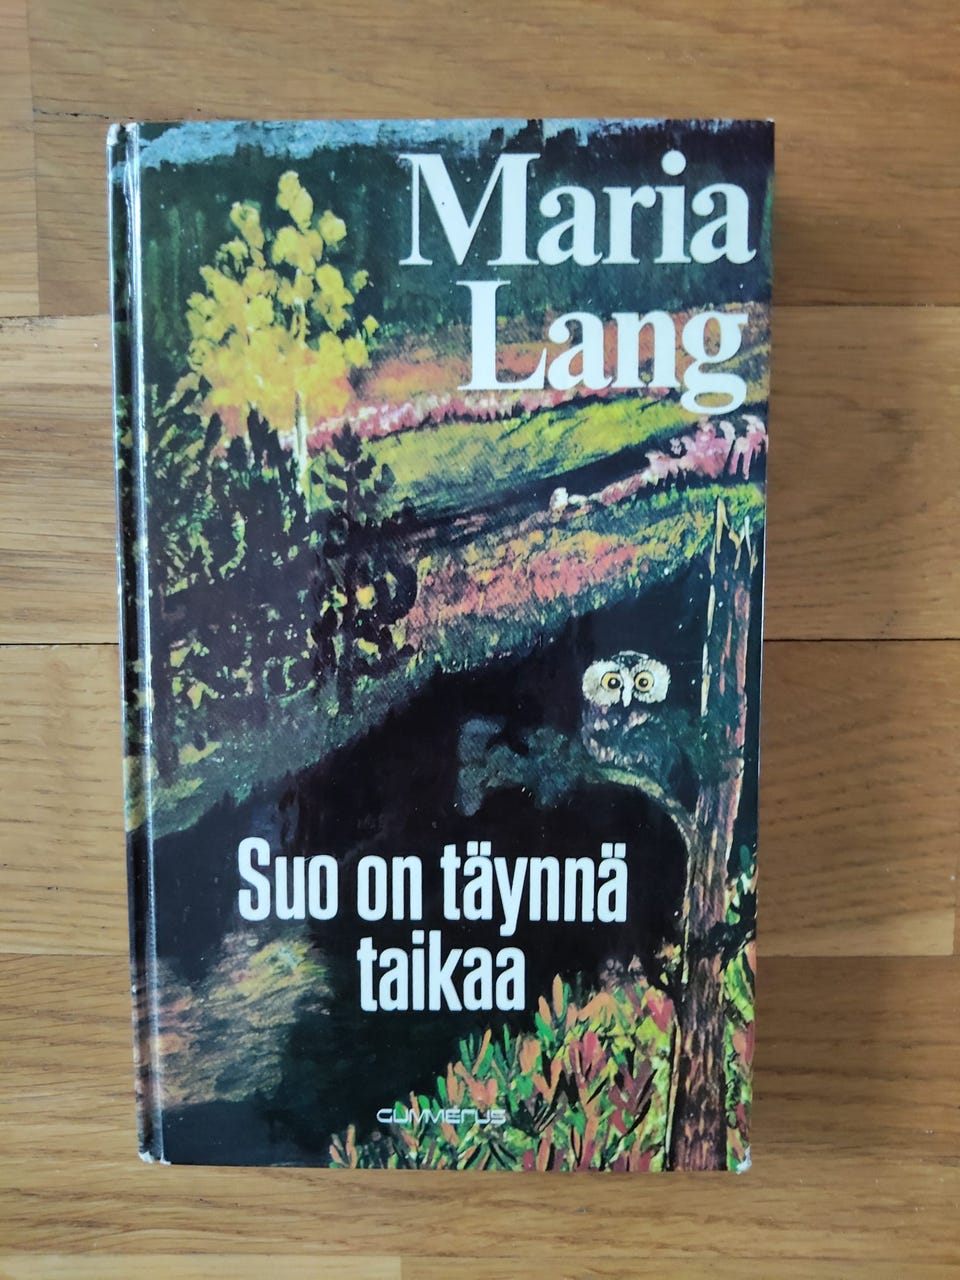 Maria
Lang
Suo on täynnä
taikaa
GUMMERUS